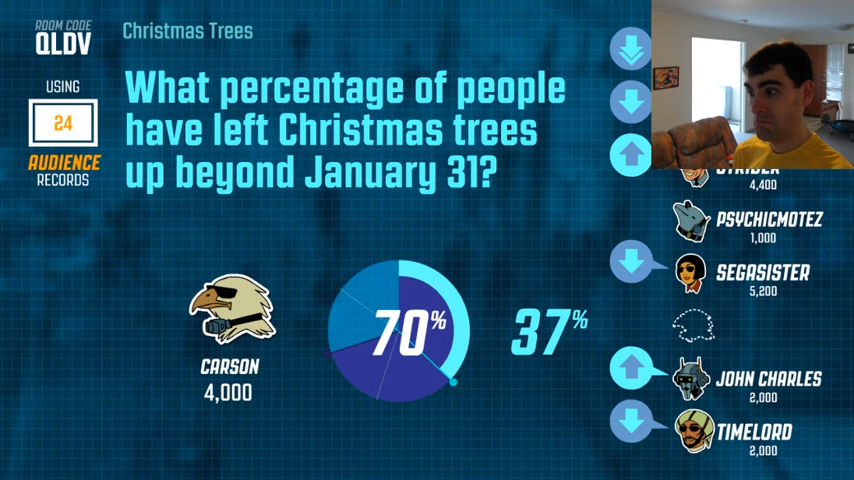 ROOM CODE
QLDV
Christmas Trees
USING
24
AUDIENCE
RECORDS
What percentage of people
have left Christmas trees
up beyond January 31?
4,400
PSYCHICMOTEZ
1,000
SEGASISTER
5,200
70%
37%
CARSON
4,000
JOHN CHARLES
2,000
TIMELORD
2,000